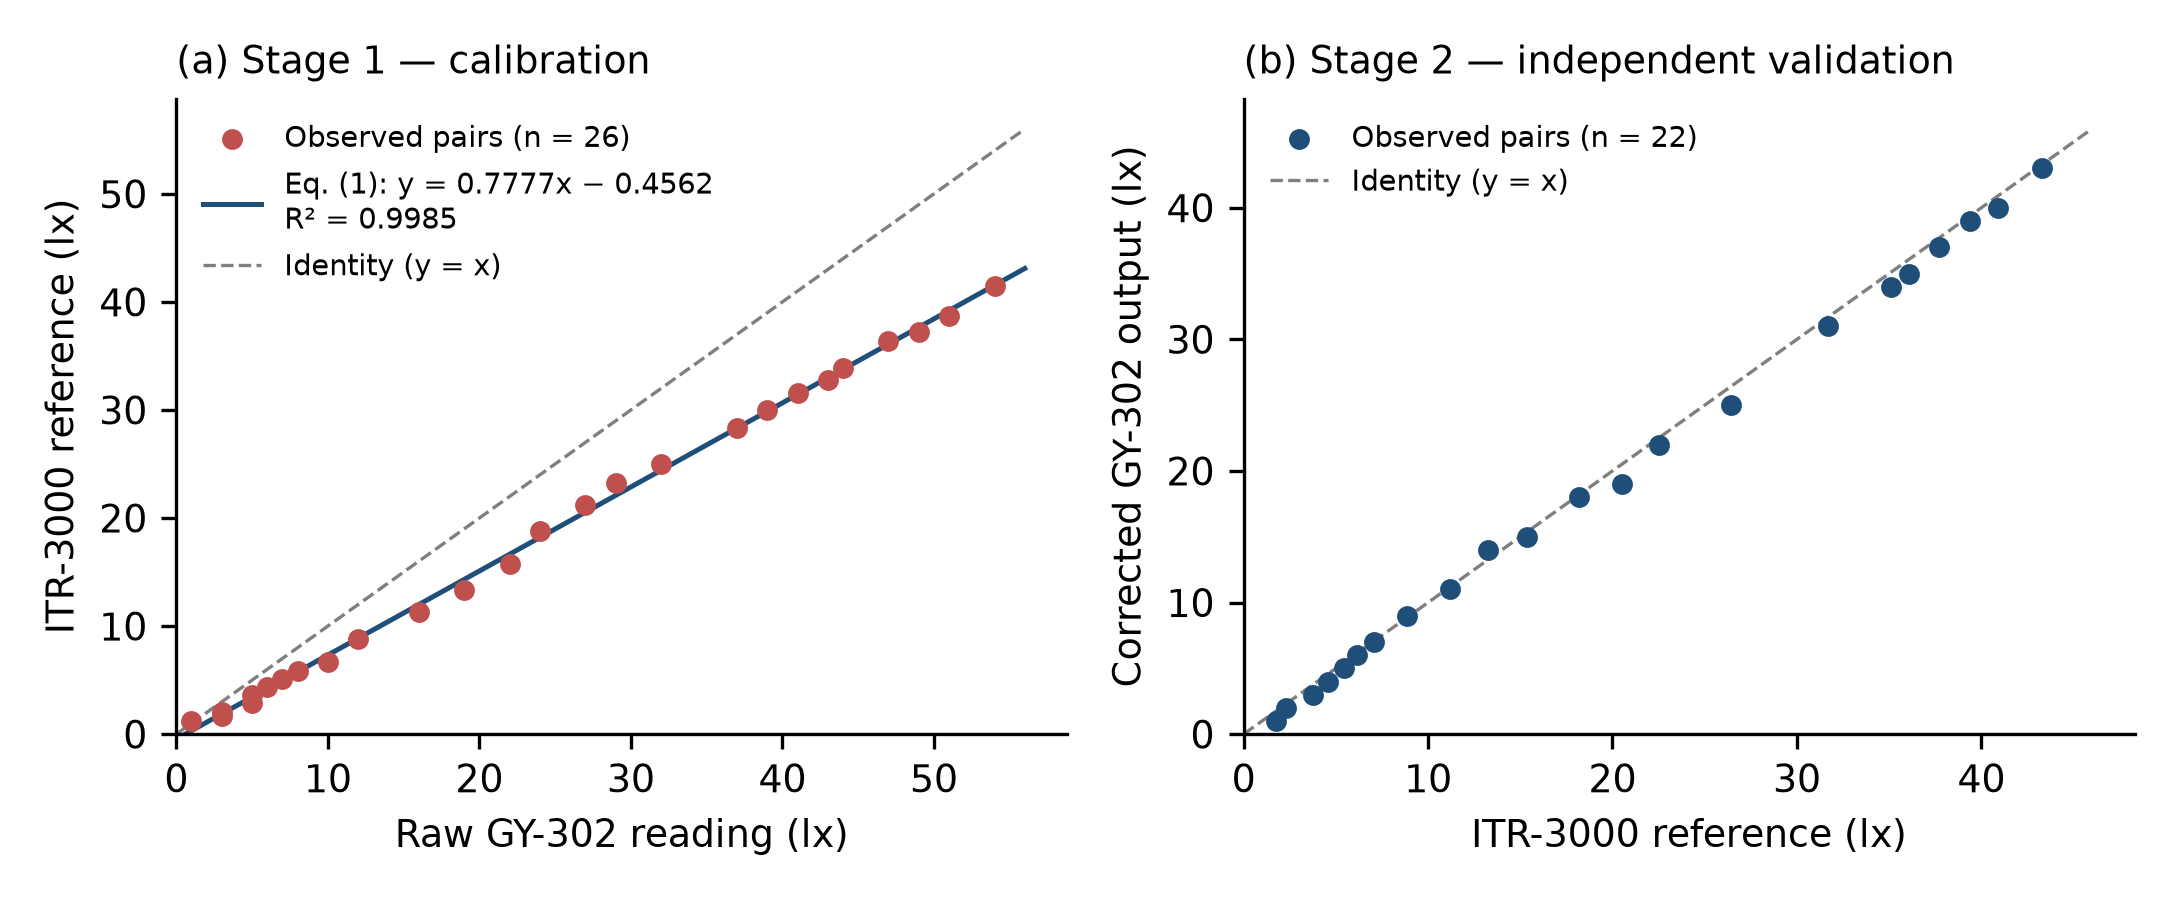 (a) Stage 1 — calibration
Observed pairs (n = 26)
Eq. (1): y = 0.7777x − 0.4562
R² = 0.9985
Identity (y = x)
ITR-3000 reference (lx)
50
40
30
20
10
0
0 10 20 30 40 50
Raw GY-302 reading (lx)
(b) Stage 2 — independent validation
Observed pairs (n = 22)
Identity (y = x)
Corrected GY-302 output (lx)
40
30
20
10
0
0 10 20 30 40
ITR-3000 reference (lx)